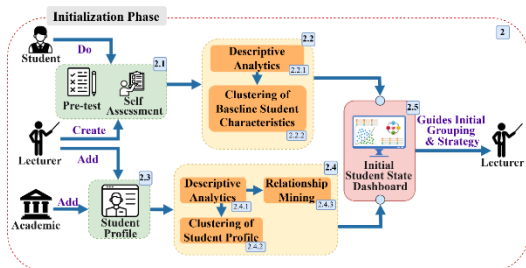 Initialization Phase
2
Student
Do
2.1
Pre-test
Self
Assessment
Lecturer
Create
Add
2.2
Descriptive
Analytics
2.2.1
Clustering of
Baseline Student
Characteristics
2.2.2
2.3
Student
Profile
Academic
Add
2.4
Descriptive
Analytics
2.4.1
Relationship
Mining
2.4.3
Clustering of
Student Profile
2.4.2
2.5
Initial
Student State
Dashboard
Guides Initial
Grouping
& Strategy
Lecturer